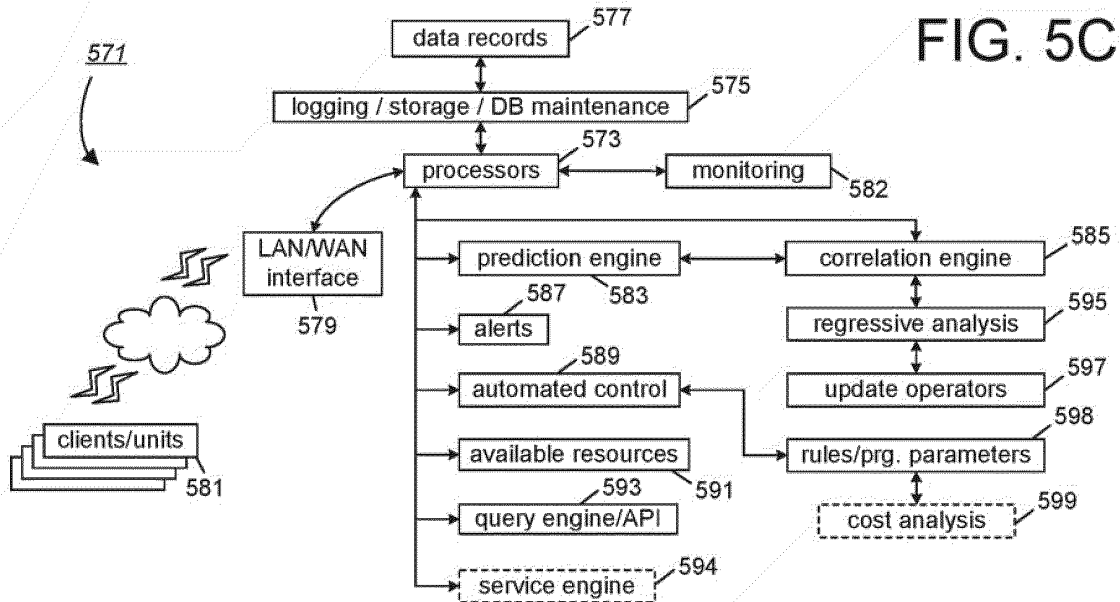 FIG. 5C
571
577
data records
575
logging / storage / DB maintenance
573
processors
monitoring
582
LAN/WAN
interface
579
prediction engine
583
correlation engine
585
587
alerts
regressive analysis
595
589
automated control
update operators
597
clients/units
581
available resources
591
rules/prg. parameters
598
593
query engine/API
cost analysis
599
service engine
594